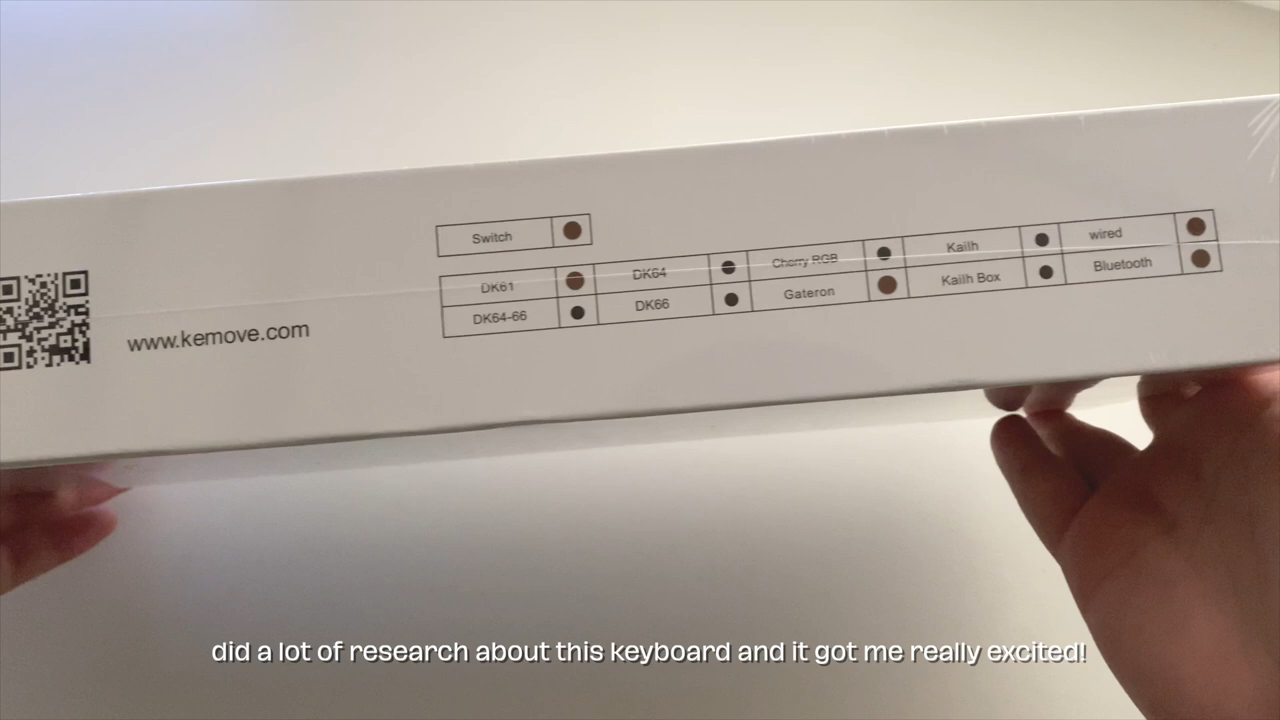 Switch
DK61 DK64 Cherry RGB Kailh wired
DK64-66 DK66 Gateron Kailh Box Bluetooth
www.kemove.com
did a lot of research about this keyboard and it got me really excited!